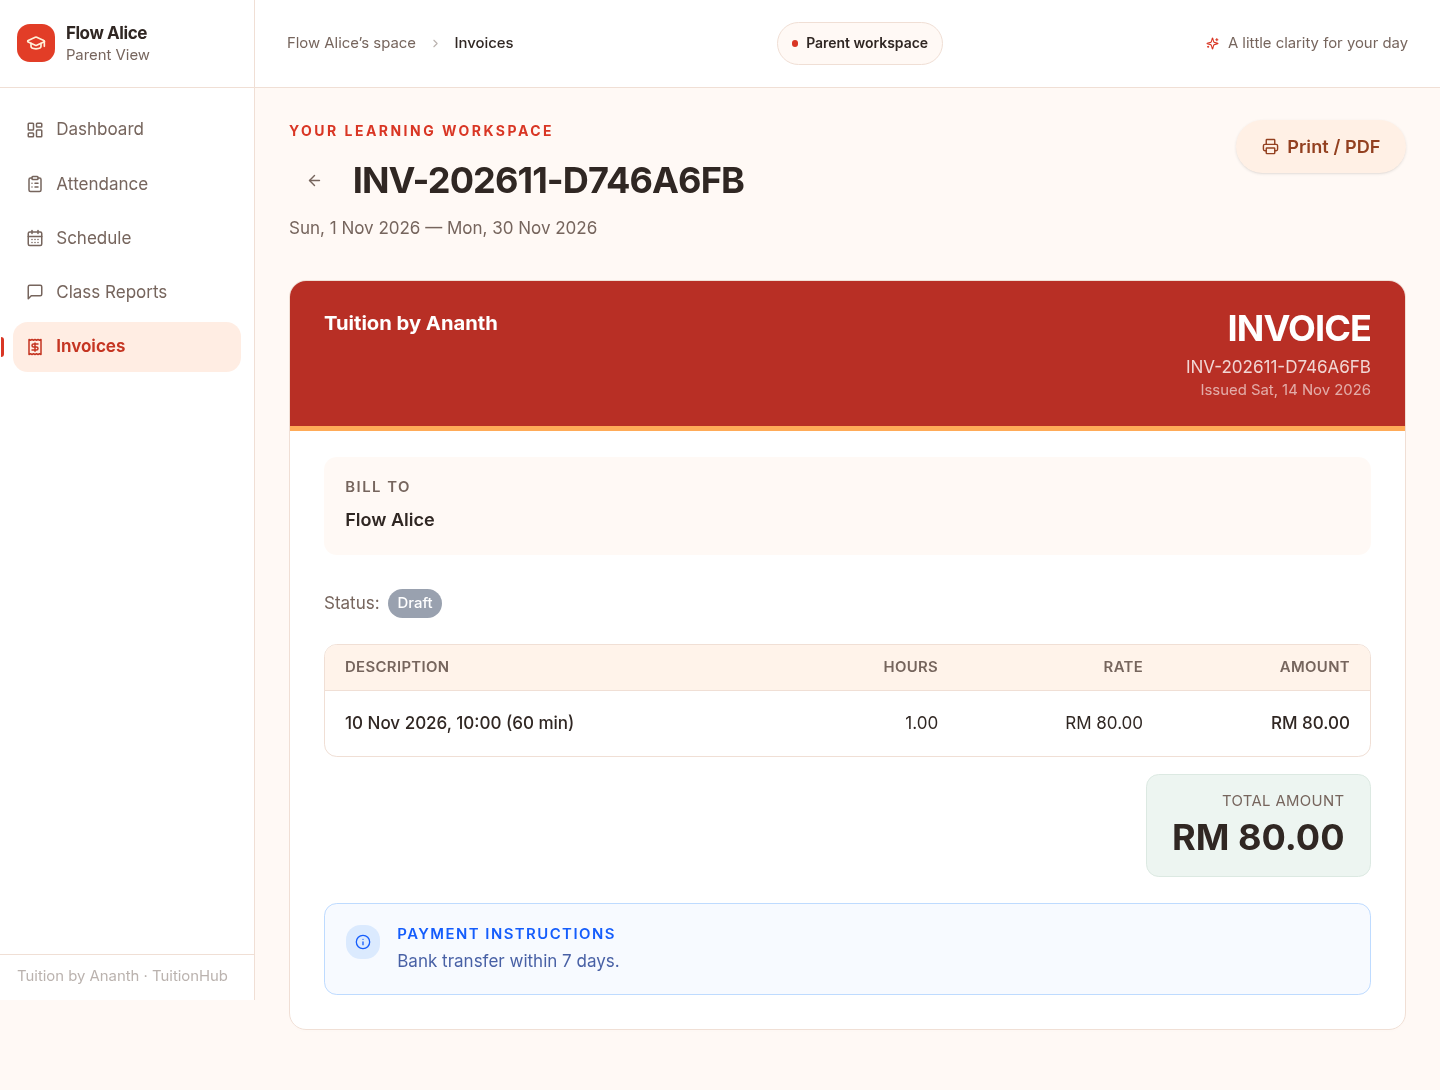 Flow Alice
Parent View
Flow Alice's space > Invoices
Parent workspace
A little clarity for your day
Dashboard
Attendance
Schedule
Class Reports
Invoices
Tuition by Ananth · TuitionHub
YOUR LEARNING WORKSPACE
INV-202611-D746A6FB
Sun, 1 Nov 2026 — Mon, 30 Nov 2026
Print / PDF
Tuition by Ananth
INVOICE
INV-202611-D746A6FB
Issued Sat, 14 Nov 2026
BILL TO
Flow Alice
Status: Draft
DESCRIPTION HOURS RATE AMOUNT
10 Nov 2026, 10:00 (60 min) 1.00 RM 80.00 RM 80.00
TOTAL AMOUNT
RM 80.00
PAYMENT INSTRUCTIONS
Bank transfer within 7 days.